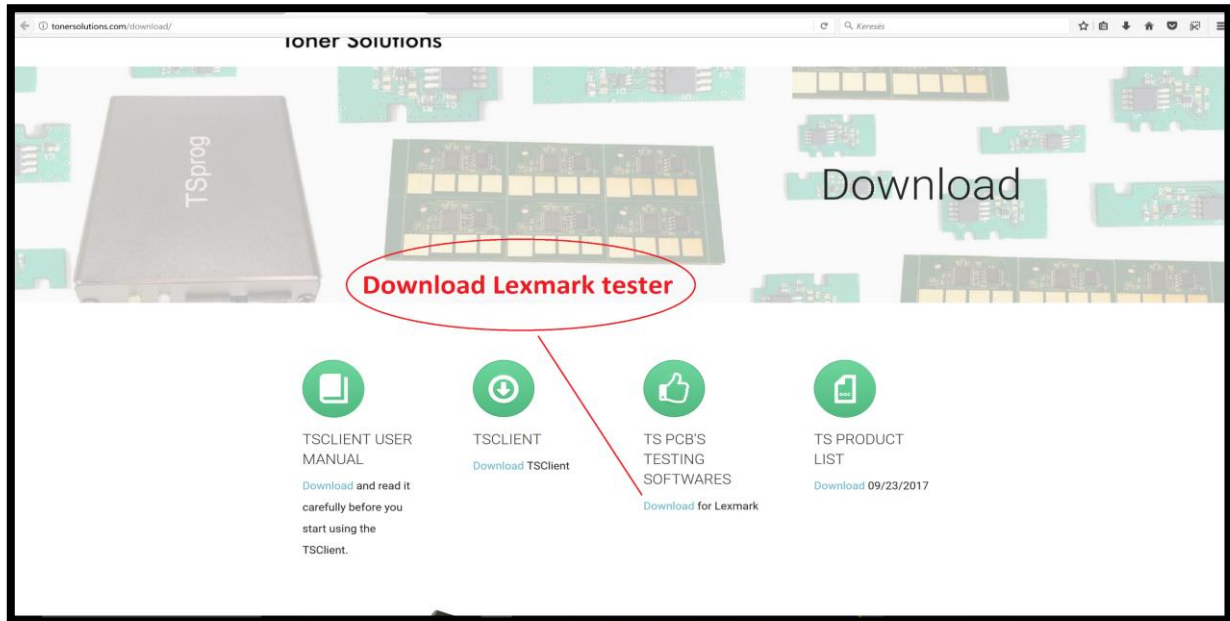 tonersolutions.com/download/
Keresés
Toner Solutions
TSprog
Download
Download Lexmark tester
TSCLIENT USER
MANUAL
Download and read it
carefully before you
start using the
TSClient.
TSCLIENT
Download TSClient
TS PCB'S
TESTING
SOFTWARES
Download for Lexmark
DOC
TS PRODUCT
LIST
Download 09/23/2017